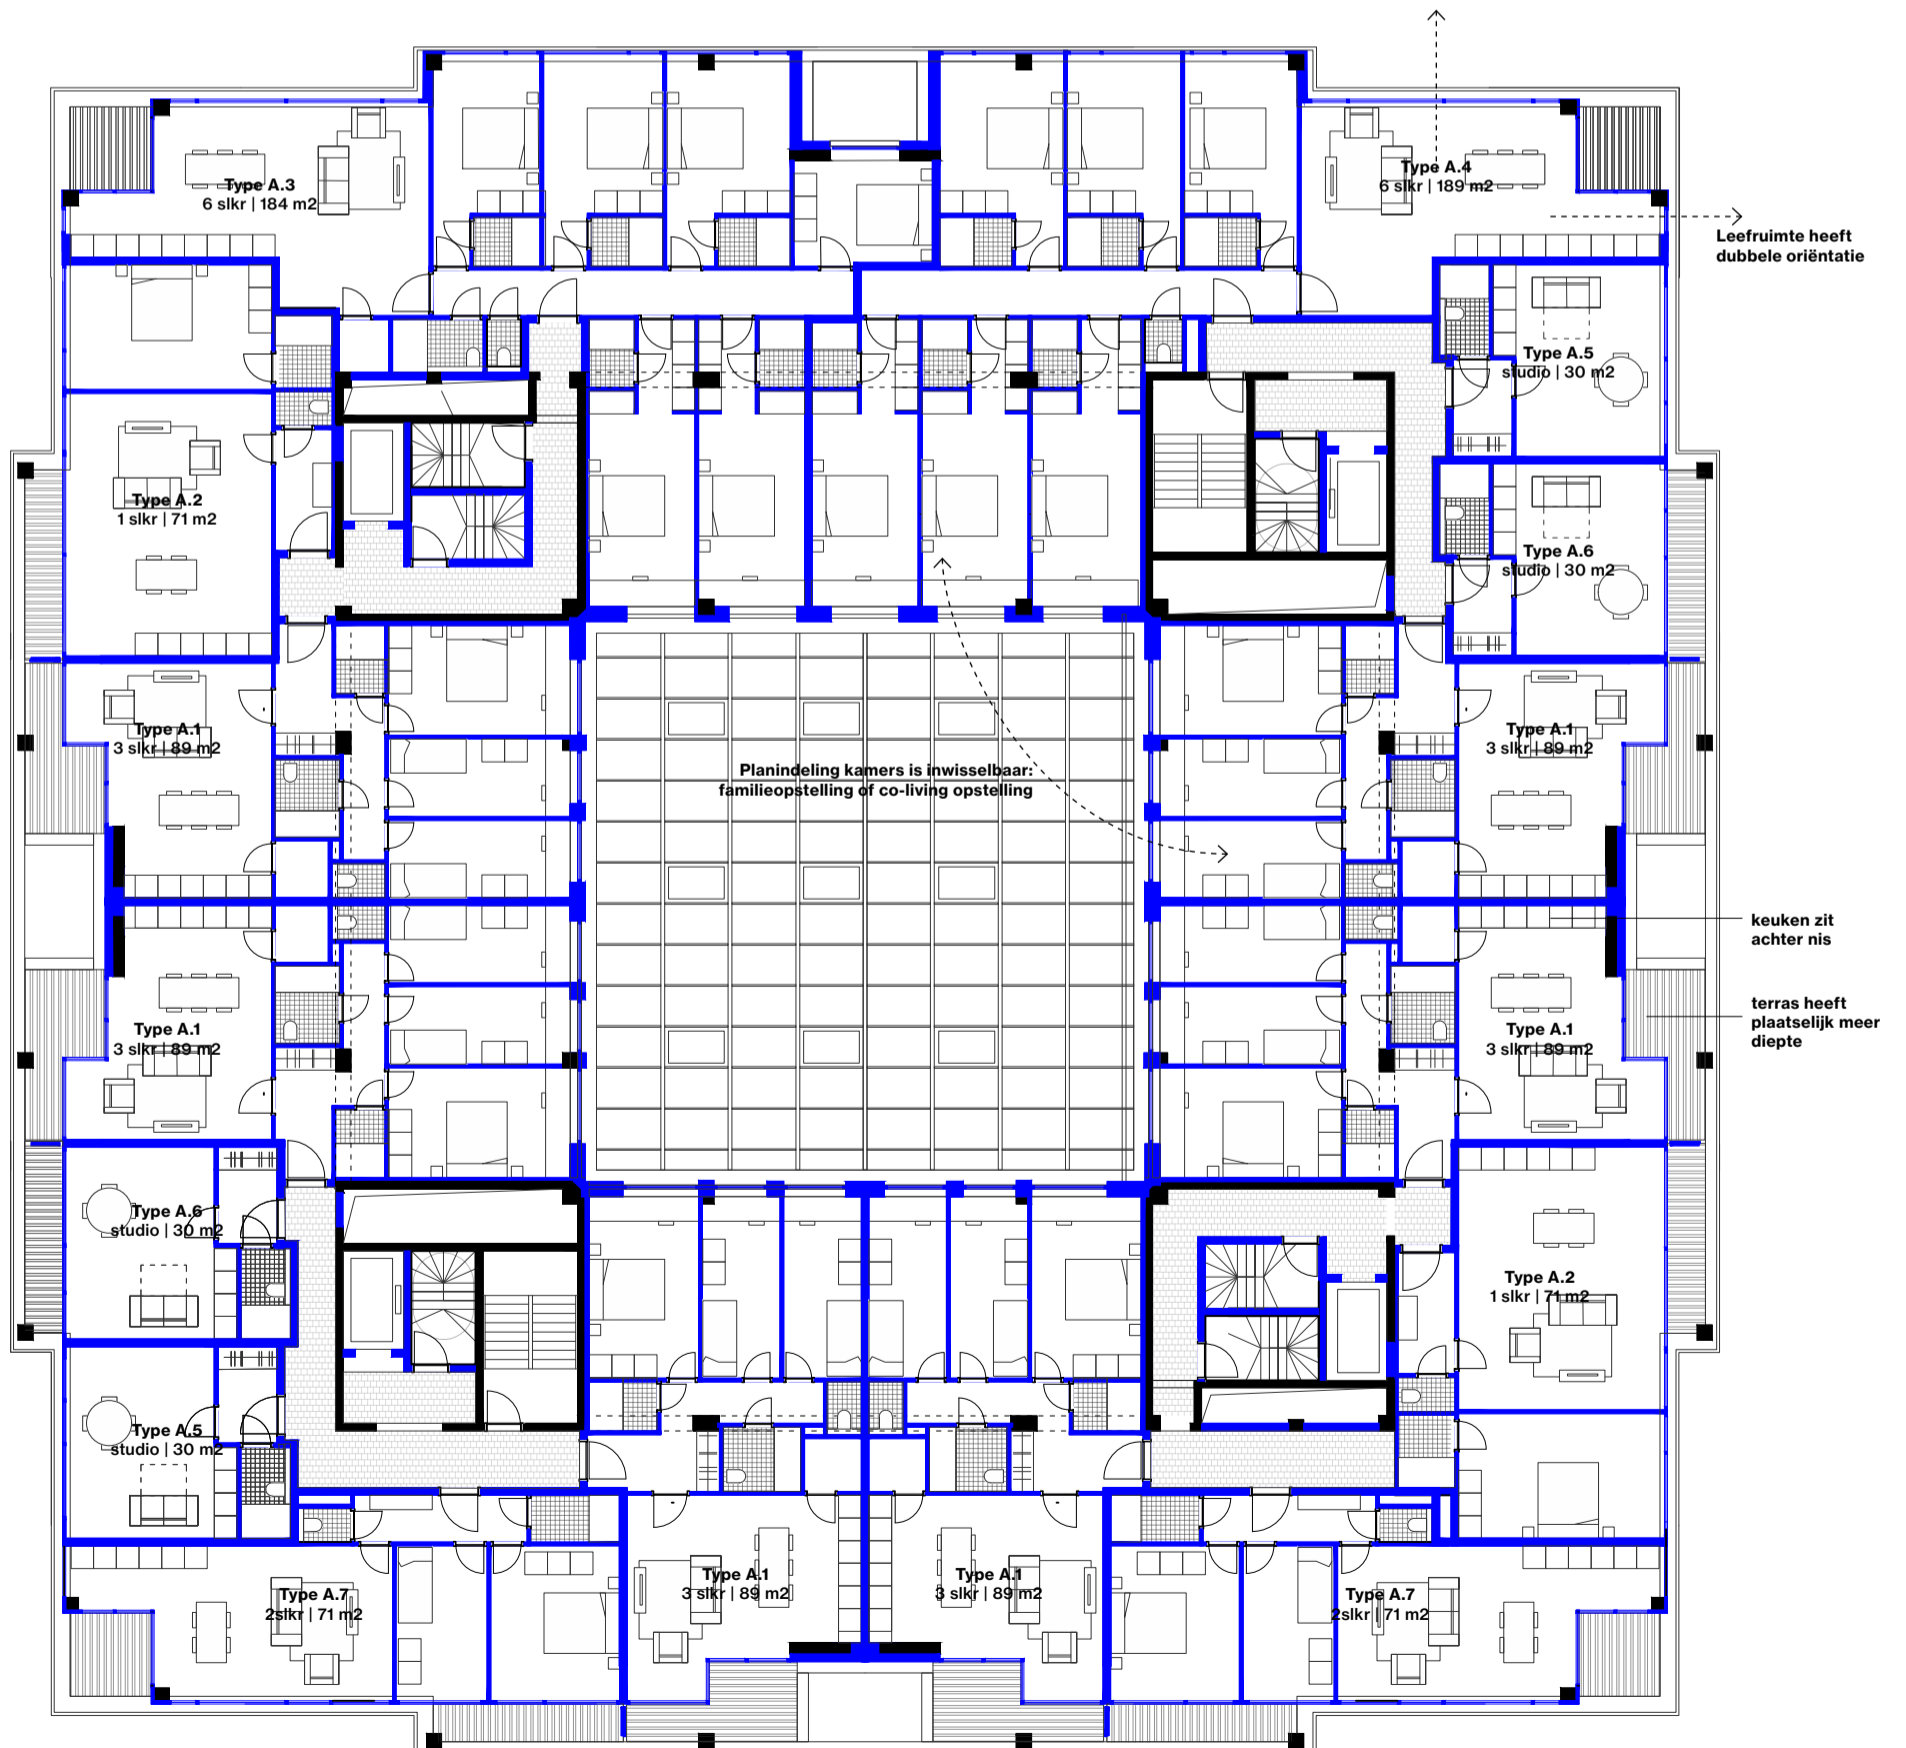 Type A.3
6 slkr | 184 m2
Type A.4
6 slkr | 189 m2
Leefruimte heeft
dubbele oriëntatie
Type A.5
studio | 30 m2
Type A.2
1 slkr | 71 m2
Type A.6
studio | 30 m2
Type A.1
3 slkr | 89 m2
Planindeling kamers is inwisselbaar:
familieopstelling of co-living opstelling
Type A.1
3 slkr | 89 m2
keuken zit
achter nis
terras heeft
plaatselijk meer
diepte
Type A.1
3 slkr | 89 m2
Type A.1
3 slkr | 89 m2
Type A.6
studio | 30 m2
Type A.2
1 slkr | 71 m2
Type A.5
studio | 30 m2
Type A.7
2slkr | 71 m2
Type A.1
3 slkr | 89 m2
Type A.1
3 slkr | 89 m2
Type A.7
2slkr | 71 m2